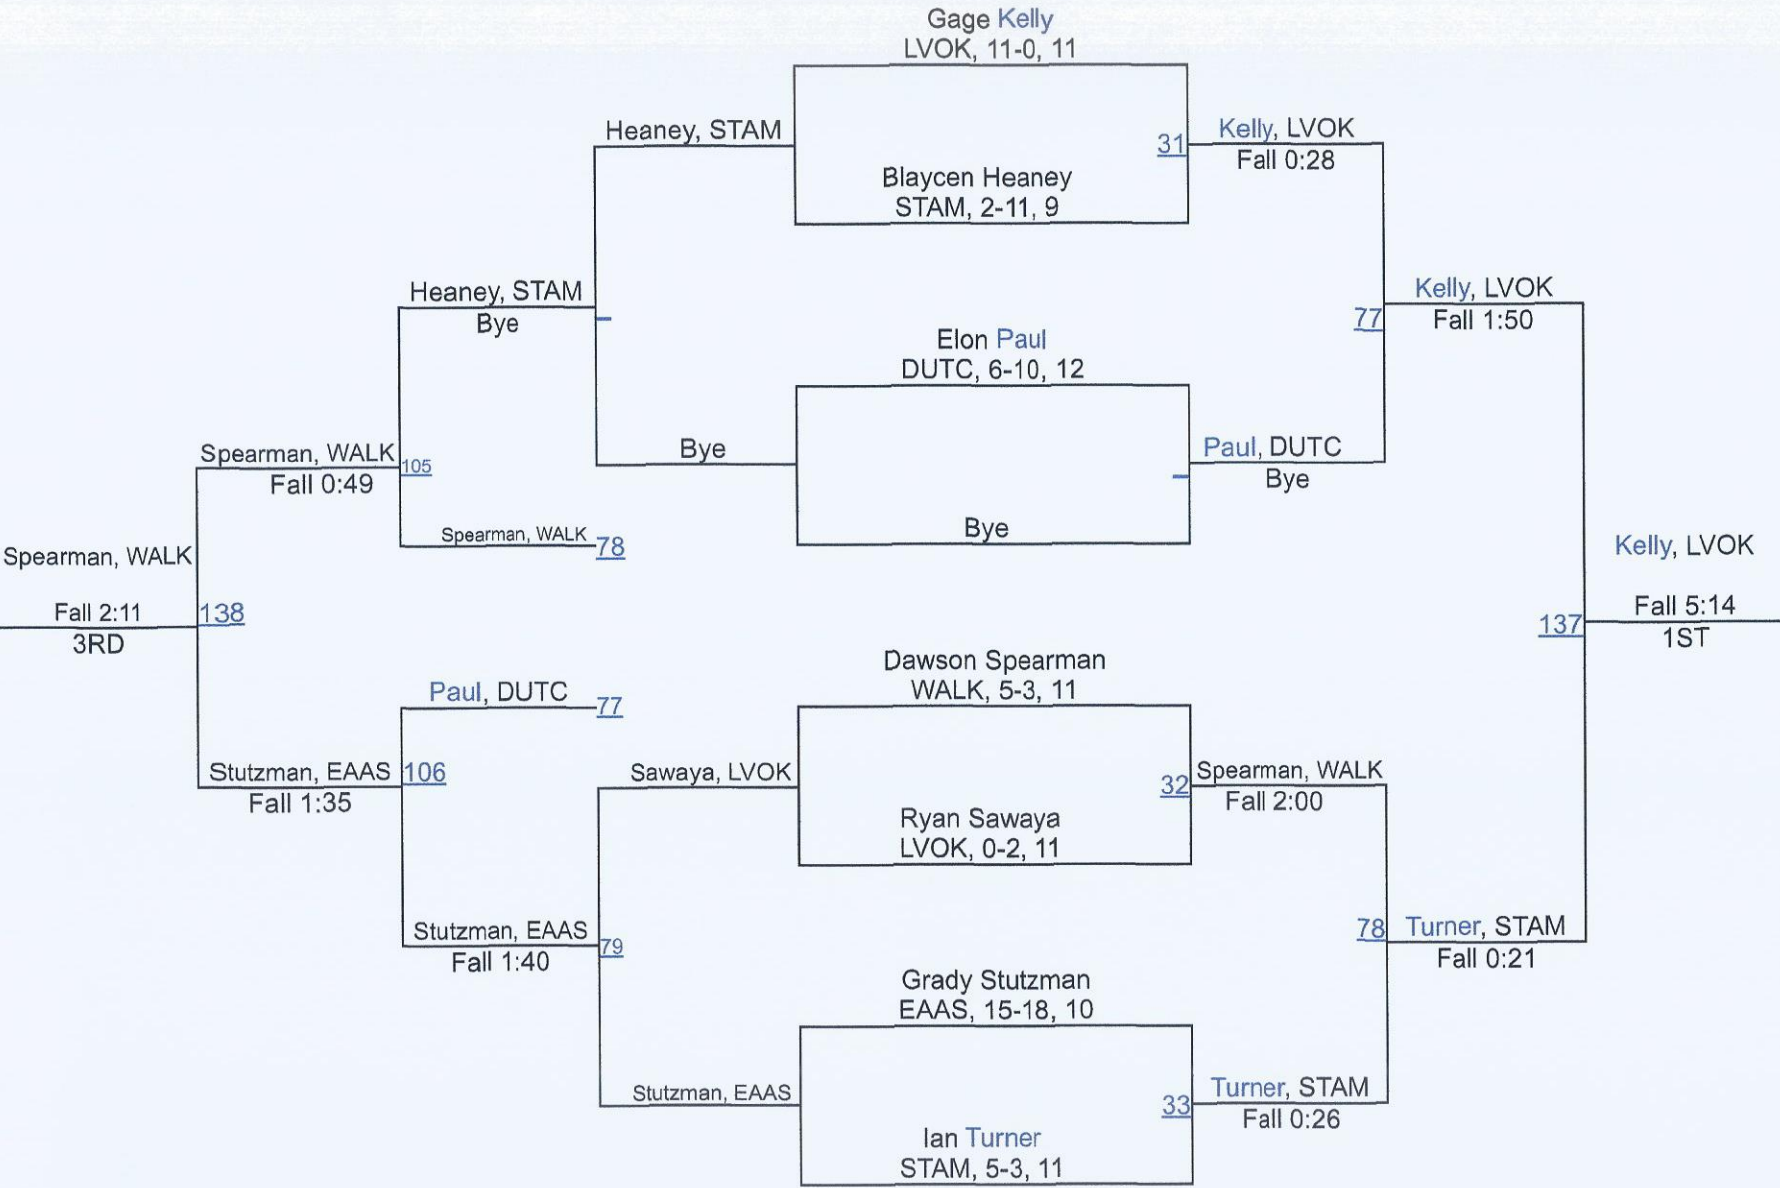 Gage Kelly
LVOK, 11-0, 11
Heaney, STAM
31
Kelly, LVOK
Fall 0:28
Blaycen Heaney
STAM, 2-11, 9
Heaney, STAM
Bye
Kelly, LVOK
Fall 1:50
77
Elon Paul
DUTC, 6-10, 12
Bye
Paul, DUTC
Bye
Spearman, WALK
Fall 0:49
105
Bye
Spearman, WALK
78
Spearman, WALK
Fall 2:11
3RD
138
Kelly, LVOK
Fall 5:14
1ST
137
Dawson Spearman
WALK, 5-3, 11
Paul, DUTC
77
Stutzman, EAAS
Fall 1:35
106
Sawaya, LVOK
32
Spearman, WALK
Fall 2:00
Ryan Sawaya
LVOK, 0-2, 11
Stutzman, EAAS
Fall 1:40
79
78
Turner, STAM
Fall 0:21
Grady Stutzman
EAAS, 15-18, 10
Stutzman, EAAS
33
Turner, STAM
Fall 0:26
Ian Turner
STAM, 5-3, 11